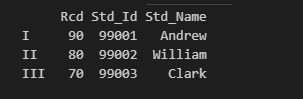 Rcd Std_Id Std_Name
I 90 99001 Andrew
II 80 99002 William
III 70 99003 Clark